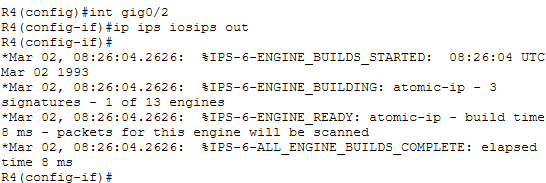 R4(config)#int gig0/2
R4(config-if)#ip ips iosips out
R4(config-if)#
*Mar 02, 08:26:04.2626:  %IPS-6-ENGINE_BUILDS_STARTED:  08:26:04 UTC
Mar 02 1993
*Mar 02, 08:26:04.2626:  %IPS-6-ENGINE_BUILDING: atomic-ip - 3
signatures - 1 of 13 engines
*Mar 02, 08:26:04.2626:  %IPS-6-ENGINE_READY: atomic-ip - build time
8 ms - packets for this engine will be scanned
*Mar 02, 08:26:04.2626:  %IPS-6-ALL_ENGINE_BUILDS_COMPLETE: elapsed
time 8 ms
R4(config-if)#